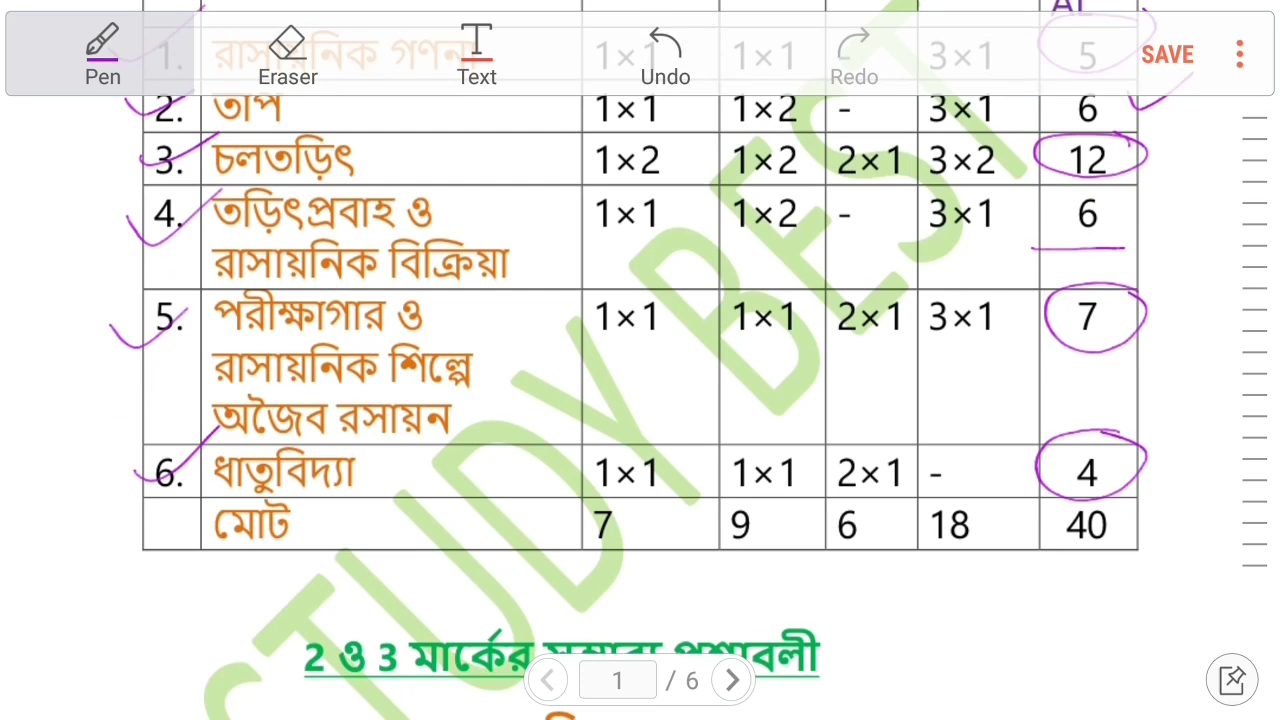 AL
Pen
Eraser
Text
Undo
Redo
SAVE
1. রাসায়নিক গণনা 1×1 1×1 3×1 5
2. তাপ 1×1 1×2 - 3×1 6
3. চলতড়িৎ 1×2 1×2 2×1 3×2 12
4. তড়িৎপ্রবাহ ও 1×1 1×2 - 3×1 6
রাসায়নিক বিক্রিয়া
5. পরীক্ষাগার ও 1×1 1×1 2×1 3×1 7
রাসায়নিক শিল্পে
অজৈব রসায়ন
6. ধাতুবিদ্যা 1×1 1×1 2×1 - 4
মোট 7 9 6 18 40
2 ও 3 মার্কের সম্ভাব্য প্রশ্নাবলী
1 / 6
STUDY BEST